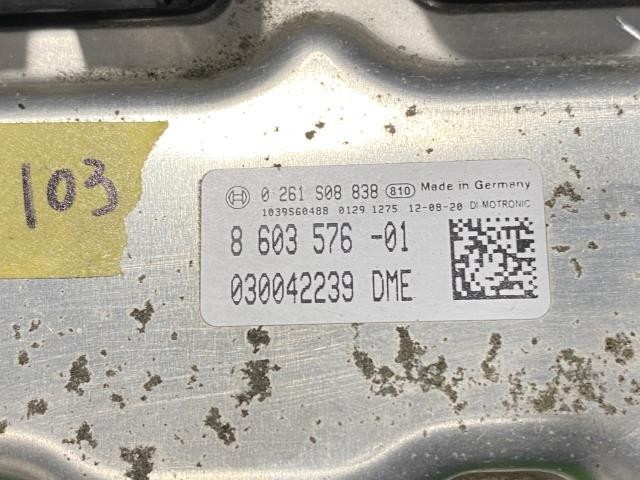 103
0 261 S08 838 810 Made in Germany
1039S60488 0129 1275 12-08-20 DI-MOTRONIC
8 603 576 -01
030042239 DME